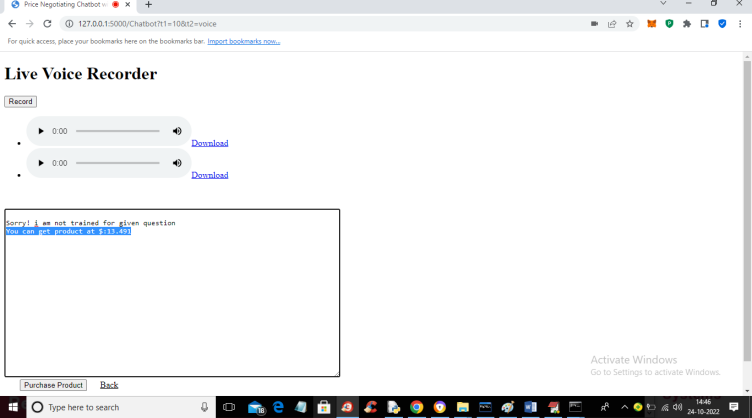 Price Negotiating Chatbot
127.0.0.1:5000/Chatbot?t1=10&t2=voice
For quick access, place your bookmarks here on the bookmarks bar. Import bookmarks now...
Live Voice Recorder
Record
0:00
Download
0:00
Download
Sorry! i am not trained for given question
You can get product at $:13.491
Activate Windows
Go to Settings to activate Windows.
Purchase Product Back
Type here to search
18
14:46
24-10-2022